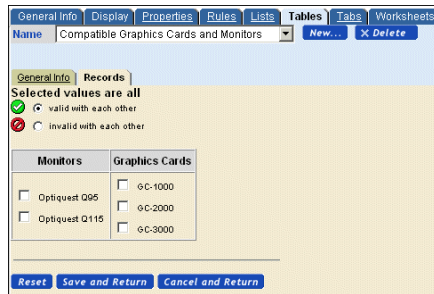 General Info Display Properties Rules Lists Tables Tabs Worksheets
Name Compatible Graphics Cards and Monitors New... X Delete
General Info Records
Selected values are all
valid with each other
invalid with each other
Monitors Graphics Cards
Optiquest Q95 GC-1000
Optiquest Q115 GC-2000
GC-3000
Reset Save and Return Cancel and Return